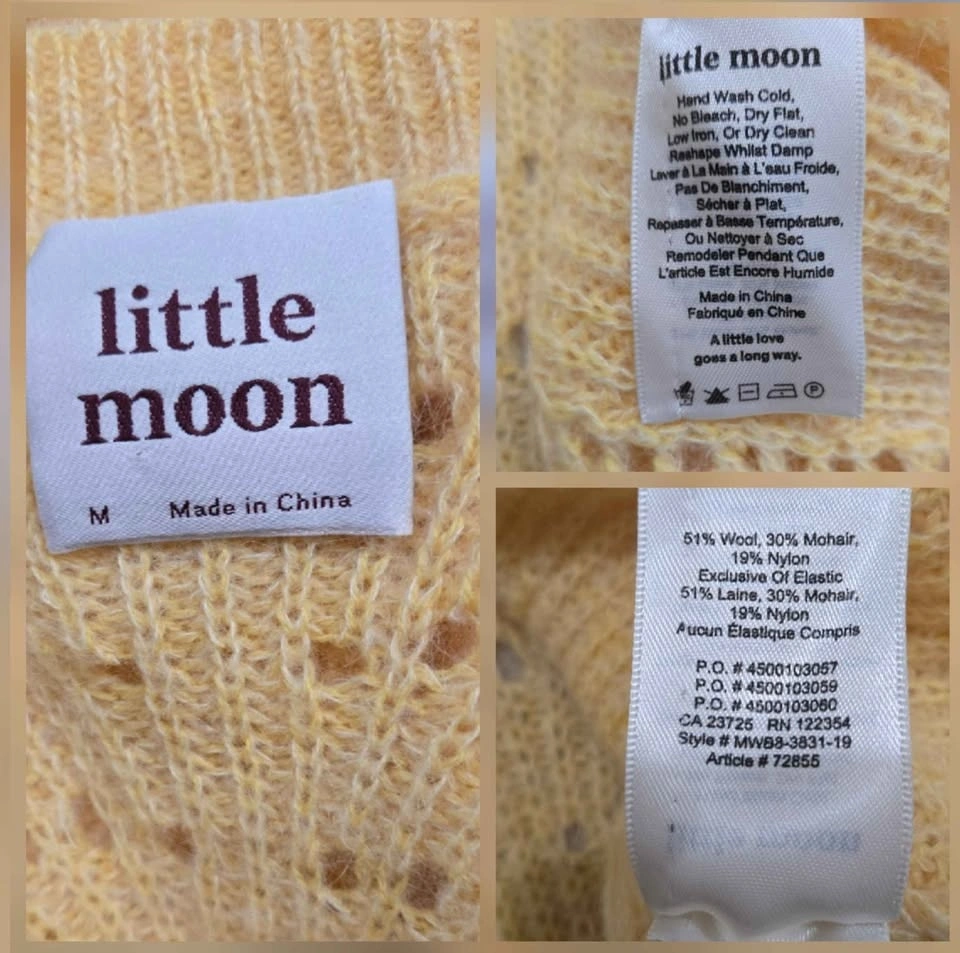 little
moon
M Made in China
little moon
Hand Wash Cold,
No Bleach, Dry Flat,
Low Iron, Or Dry Clean
Reshape Whilst Damp
Laver à La Main à L'eau Froide,
Pas De Blanchiment,
Sécher à Plat,
Repasser à Basse Température,
Ou Nettoyer à Sec
Remodeler Pendant Que
L'article Est Encore Humide
Made in China
Fabriqué en Chine
A little love
goes a long way.
P
51% Wool, 30% Mohair,
19% Nylon
Exclusive Of Elastic
51% Laine, 30% Mohair,
19% Nylon
Aucun Élastique Compris
P.O. # 4500103057
P.O. # 4500103059
P.O. # 4500103060
CA 23725 RN 122354
Style # MWB8-3831-19
Article # 72855